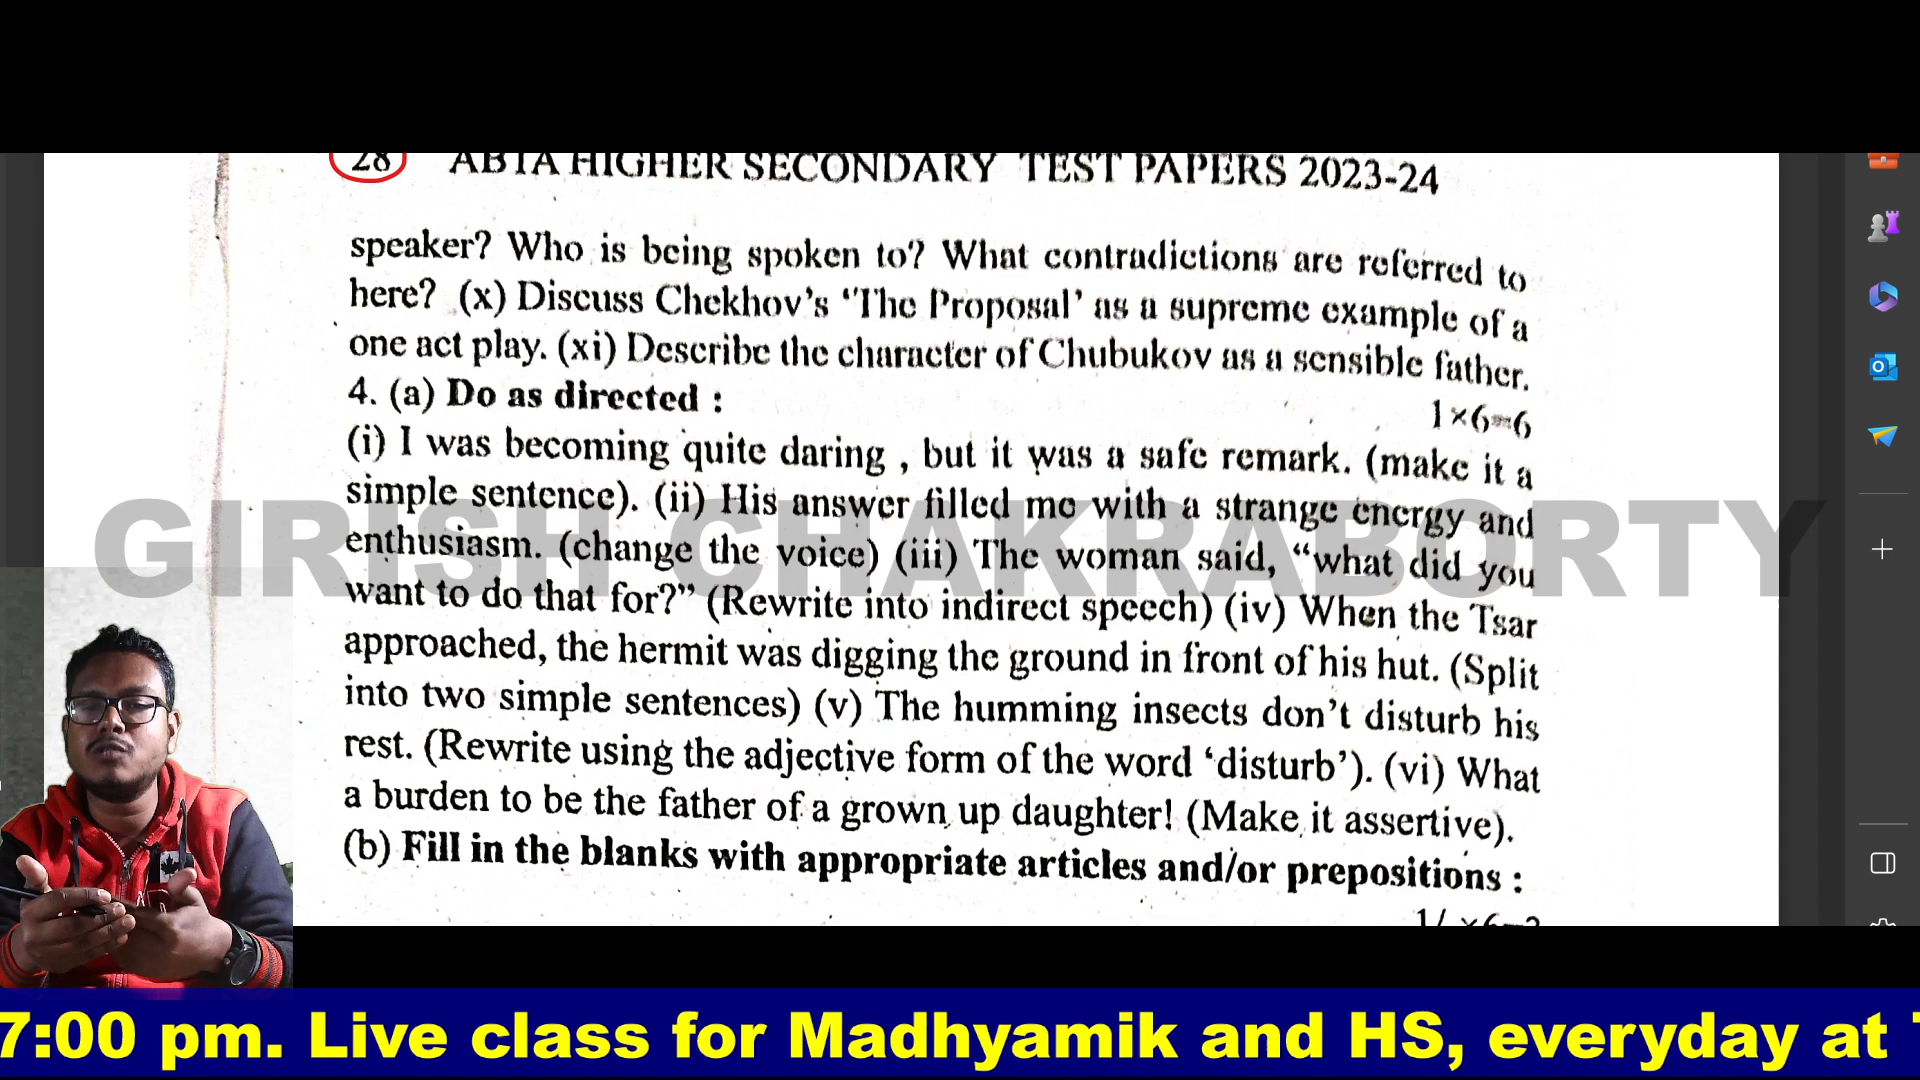 28 ABTA HIGHER SECONDARY TEST PAPERS 2023-24
speaker? Who is being spoken to? What contradictions are referred to
here? (x) Discuss Chekhov's 'The Proposal' as a supreme example of a
one act play. (xi) Describe the character of Chubukov as a sensible father.
4. (a) Do as directed :
1×6=6
(i) I was becoming quite daring , but it was a safe remark. (make it a
simple sentence). (ii) His answer filled me with a strange energy and
enthusiasm. (change the voice) (iii) The woman said, “what did you
want to do that for?” (Rewrite into indirect speech) (iv) When the Tsar
approached, the hermit was digging the ground in front of his hut. (Split
into two simple sentences) (v) The humming insects don't disturb his
rest. (Rewrite using the adjective form of the word 'disturb'). (vi) What
a burden to be the father of a grown up daughter! (Make it assertive).
(b) Fill in the blanks with appropriate articles and/or prepositions :
GIRISH CHAKRABORTY
7:00 pm. Live class for Madhyamik and HS, everyday at